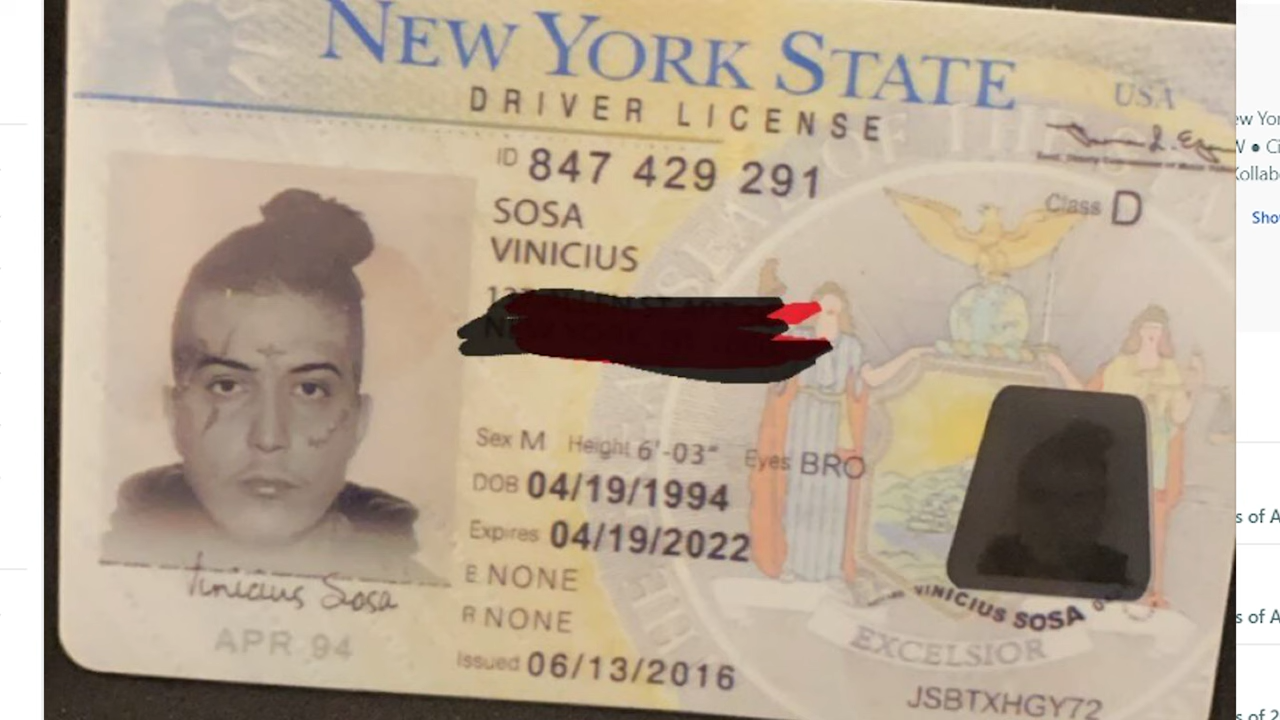 NEW YORK STATE
USA
DRIVER LICENSE
ID 847 429 291
Class D
SOSA
VINICIUS
Sex M Height 6'-03" Eyes BRO
DOB 04/19/1994
Expires 04/19/2022
E NONE
R NONE
Issued 06/13/2016
Vinicius Sosa
APR 94
VINICIUS SOSA
EXCELSIOR
JSBTXHGY72